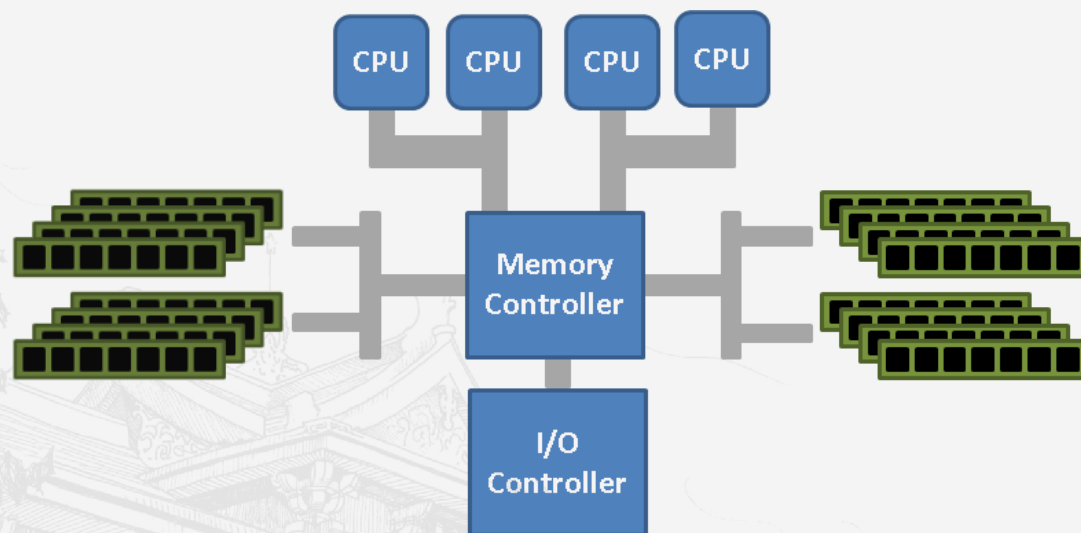 CPU
CPU
CPU
CPU
Memory
Controller
I/O
Controller